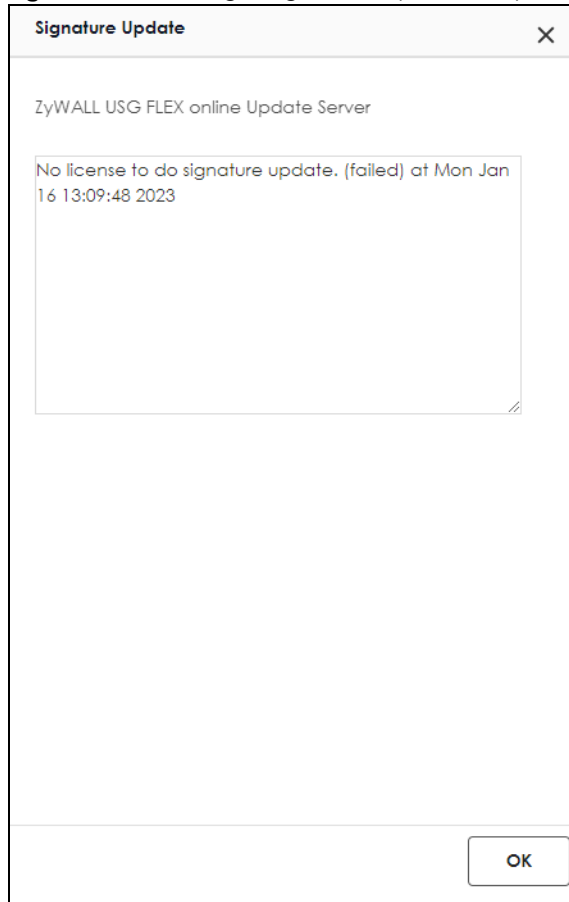 Signature Update
ZyWALL USG FLEX online Update Server
No license to do signature update. (failed) at Mon Jan
16 13:09:48 2023
OK